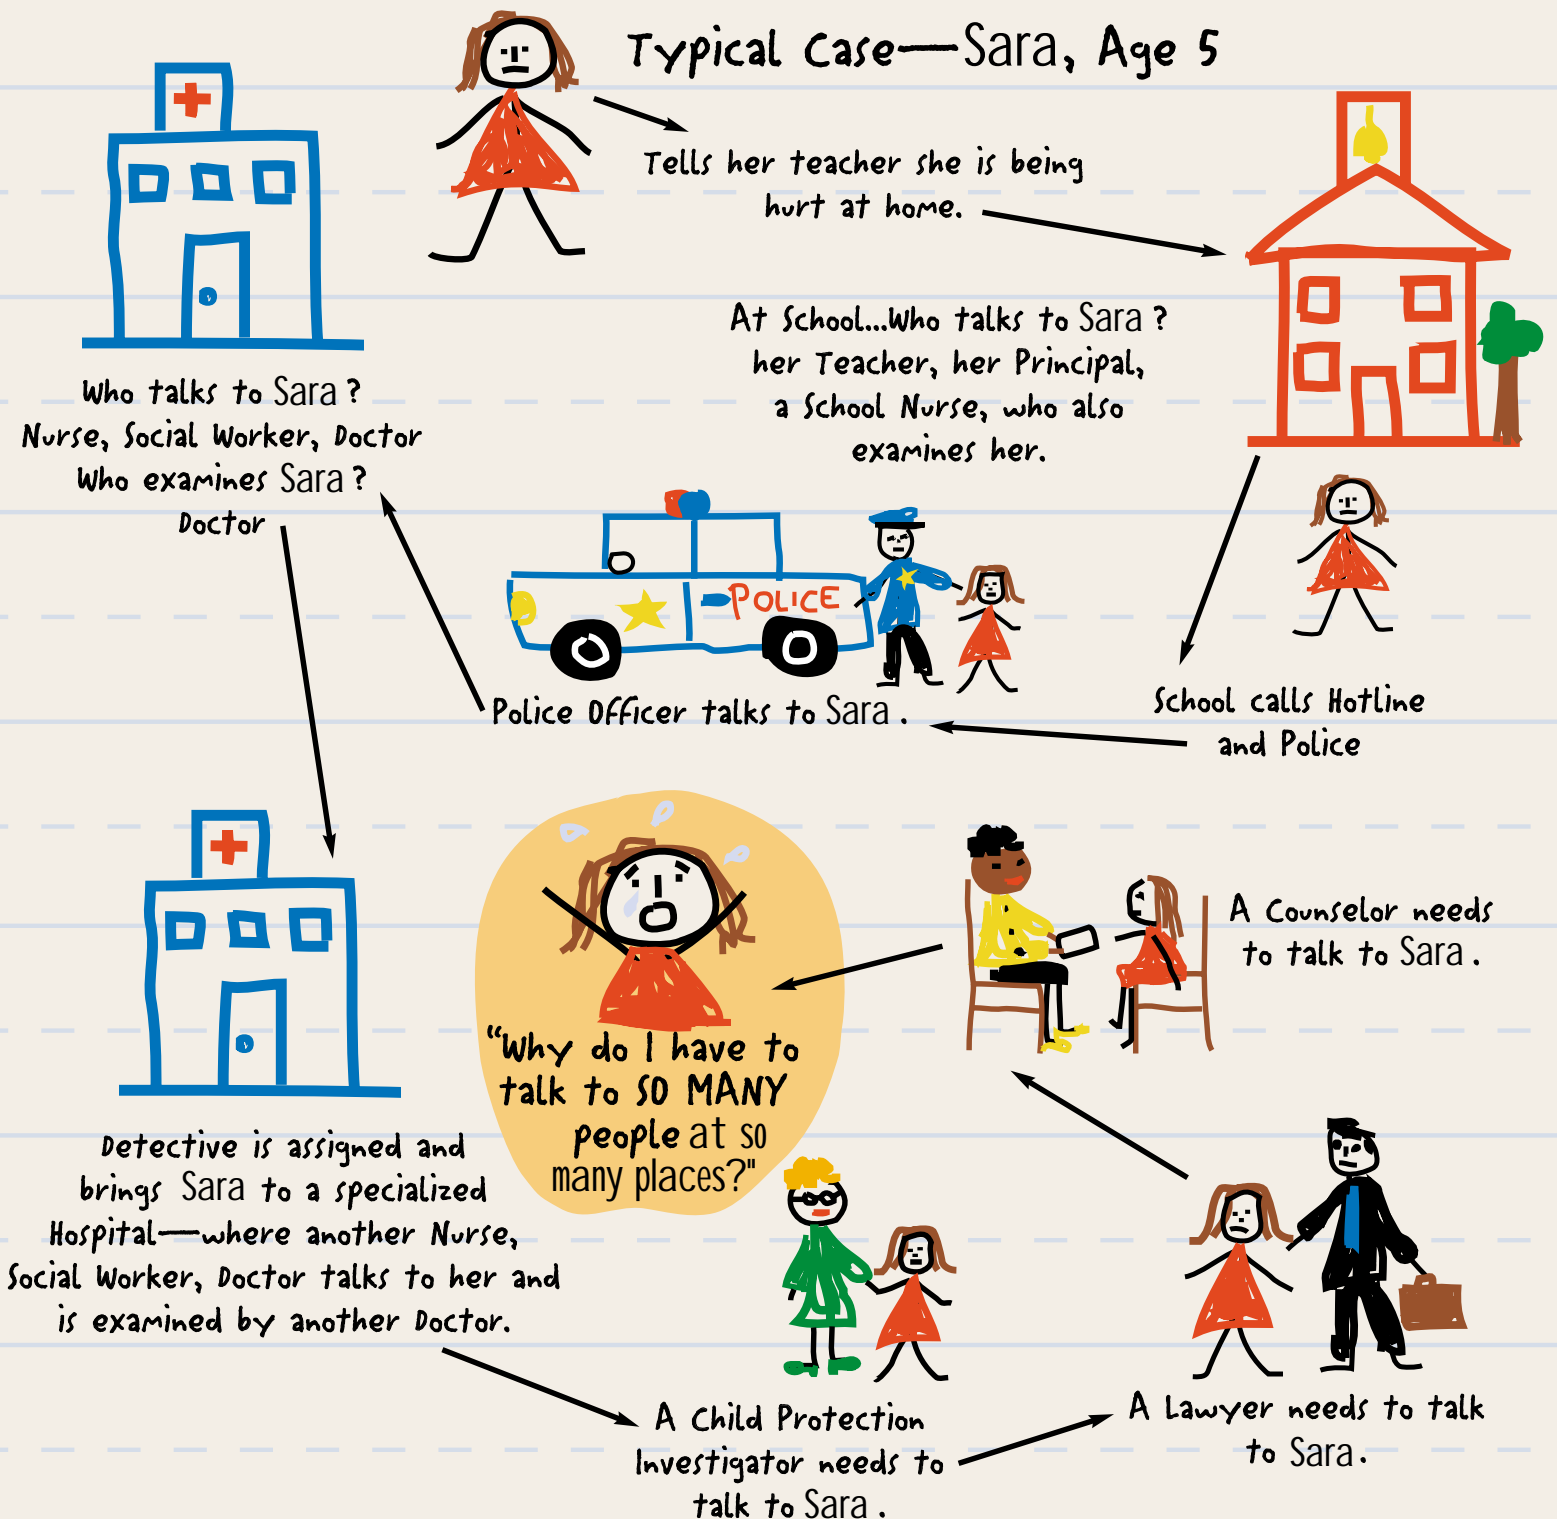 Typical Case—Sara, Age 5
Tells her teacher she is being
hurt at home.
At School...Who talks to Sara ?
her Teacher, her Principal,
a School Nurse, who also
examines her.
School calls Hotline
and Police
POLICE
Police Officer talks to Sara .
Who talks to Sara ?
Nurse, Social Worker, Doctor
Who examines Sara ?
Doctor
Detective is assigned and
brings Sara to a specialized
Hospital—where another Nurse,
Social Worker, Doctor talks to her and
is examined by another Doctor.
A Child Protection
Investigator needs to
talk to Sara .
A Lawyer needs to talk
to Sara .
A Counselor needs
to talk to Sara .
“Why do I have to
talk to SO MANY
people at so
many places?"